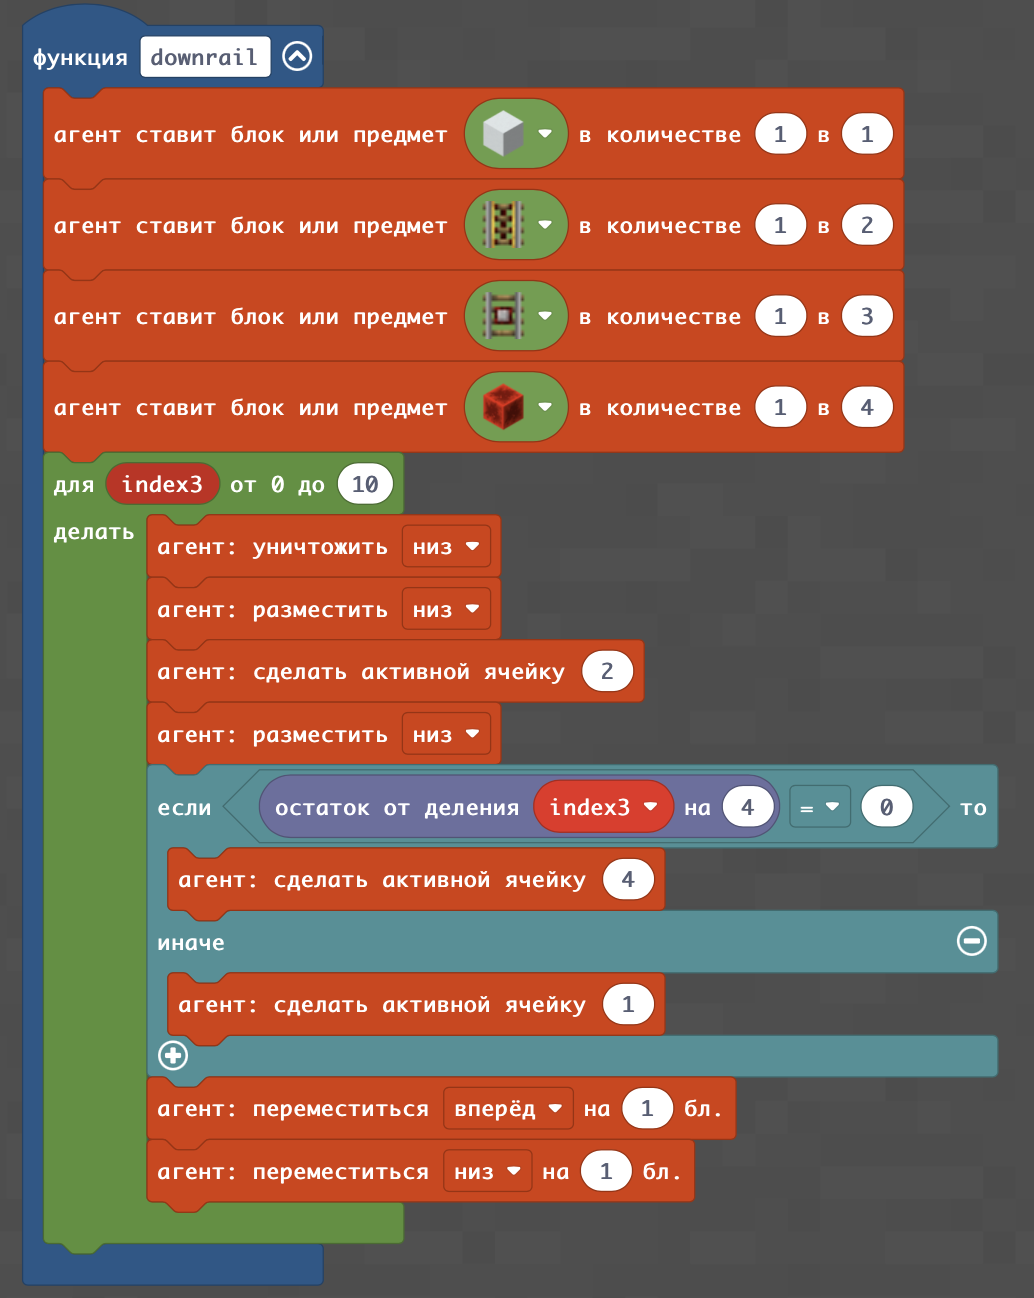 функция downrail
агент ставит блок или предмет в количестве 1 в 1
агент ставит блок или предмет в количестве 1 в 2
агент ставит блок или предмет в количестве 1 в 3
агент ставит блок или предмет в количестве 1 в 4
для index3 от 0 до 10
делать
агент: уничтожить низ
агент: разместить низ
агент: сделать активной ячейку 2
агент: разместить низ
если остаток от деления index3 на 4 = 0 то
агент: сделать активной ячейку 4
иначе
агент: сделать активной ячейку 1
агент: переместиться вперёд на 1 бл.
агент: переместиться низ на 1 бл.